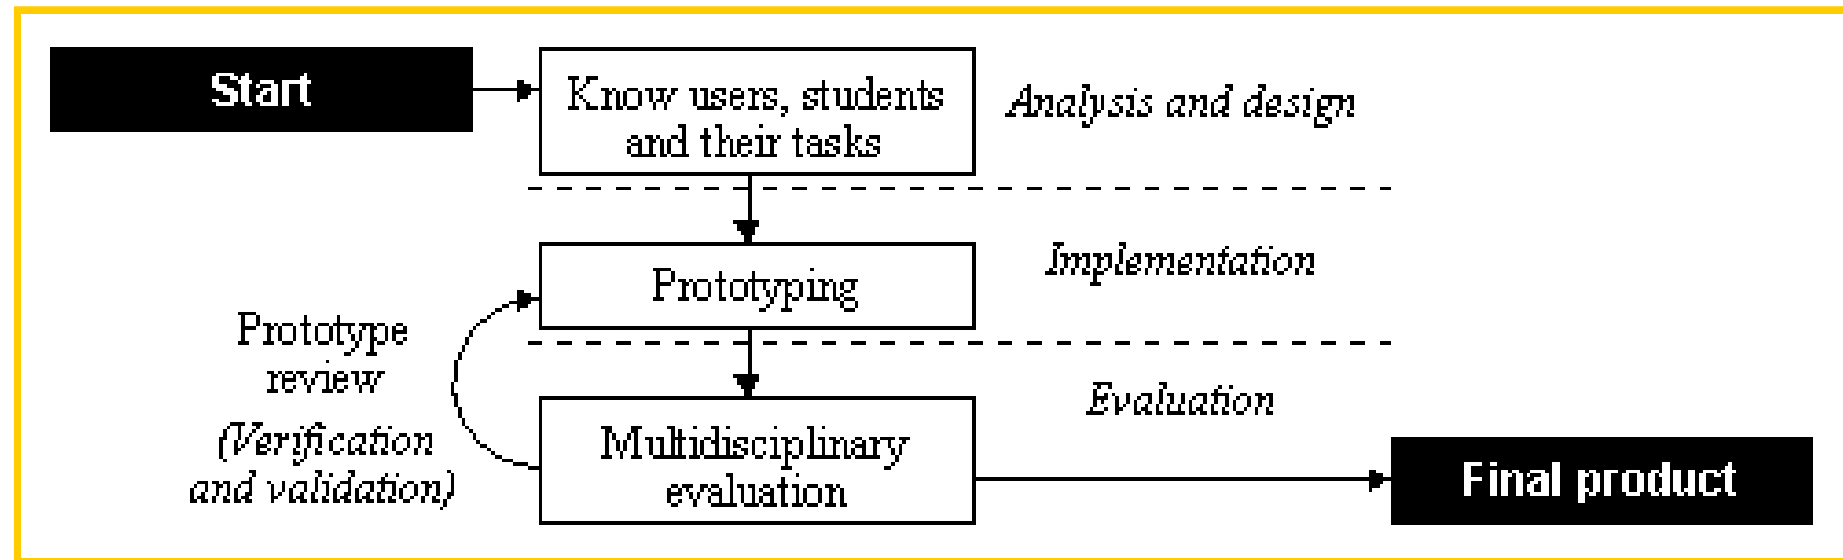 Start
Know users, students
and their tasks
Analysis and design
Prototyping
Implementation
Prototype
review
(Verification
and validation)
Evaluation
Multidisciplinary
evaluation
Final product